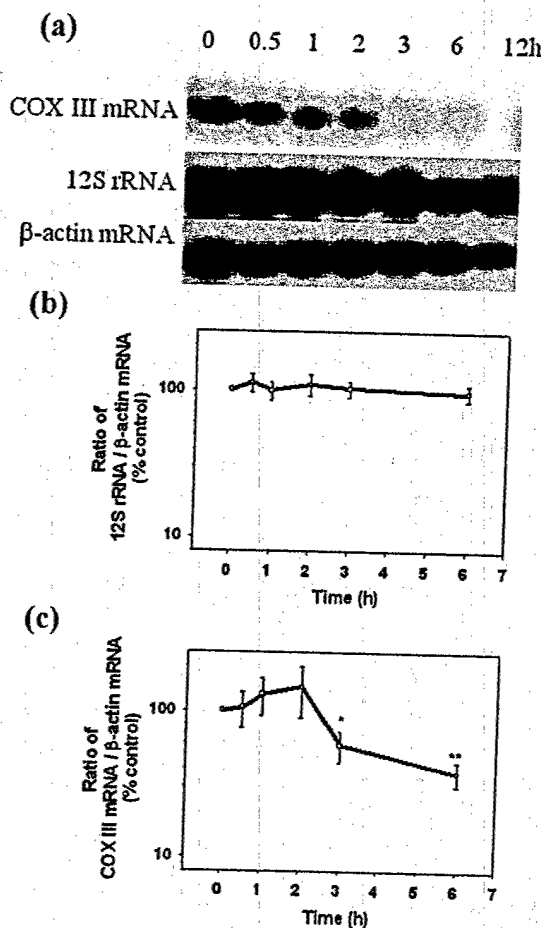 (a)
0 0.5 1 2 3 6 12h
COX III mRNA
12S rRNA
β-actin mRNA
(b)
Ratio of
12S rRNA / β-actin mRNA
(% control)
100
10
0 1 2 3 4 5 6 7
Time (h)
(c)
Ratio of
COX III mRNA / β-actin mRNA
(% control)
100
10
*
**
0 1 2 3 4 5 6 7
Time (h)